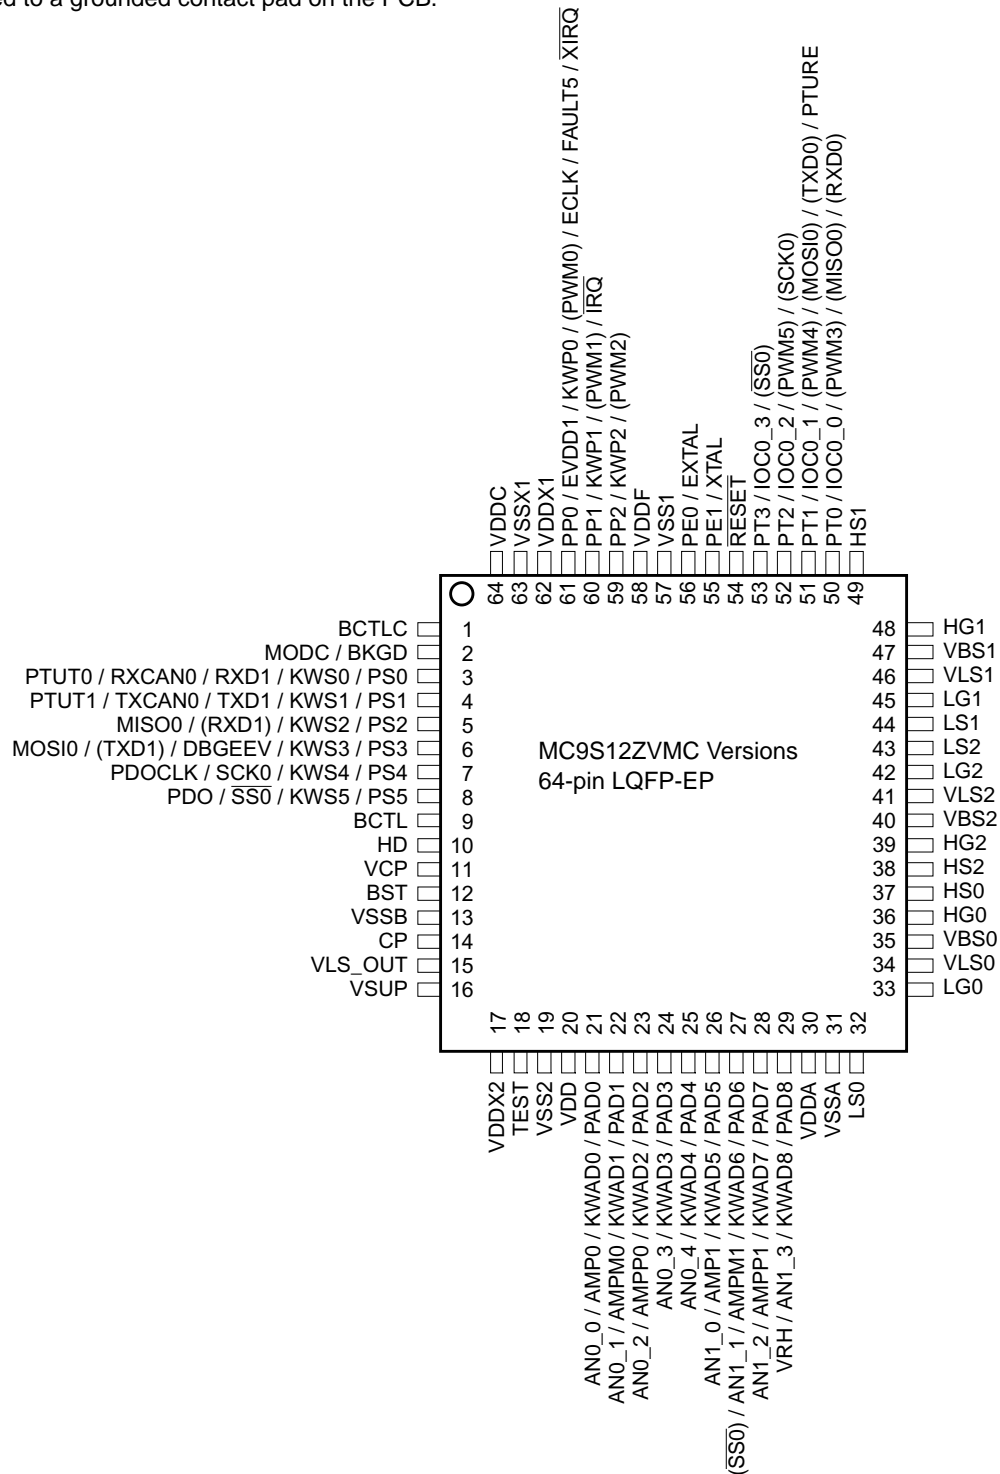 ed to a grounded contact pad on the PCB.
VDDC
VSSX1
VDDX1
PP0 / EVDD1 / KWP0 / (PWM0) / ECLK / FAULT5 / XIRQ
PP1 / KWP1 / (PWM1) / IRQ
PP2 / KWP2 / (PWM2)
VDDF
VSS1
PE0 / EXTAL
PE1 / XTAL
RESET
PT3 / IOC0_3 / (SS0)
PT2 / IOC0_2 / (PWM5) / (SCK0)
PT1 / IOC0_1 / (PWM4) / (MOSI0) / (TXD0) / PTURE
PT0 / IOC0_0 / (PWM3) / (MISO0) / (RXD0)
HS1
64
63
62
61
60
59
58
57
56
55
54
53
52
51
50
49
BCTLC 1
MODC / BKGD 2
PTUT0 / RXCAN0 / RXD1 / KWS0 / PS0 3
PTUT1 / TXCAN0 / TXD1 / KWS1 / PS1 4
MISO0 / (RXD1) / KWS2 / PS2 5
MOSI0 / (TXD1) / DBGEEV / KWS3 / PS3 6
PDOCLK / SCK0 / KWS4 / PS4 7
PDO / SS0 / KWS5 / PS5 8
BCTL 9
HD 10
VCP 11
BST 12
VSSB 13
CP 14
VLS_OUT 15
VSUP 16
MC9S12ZVMC Versions
64-pin LQFP-EP
48 HG1
47 VBS1
46 VLS1
45 LG1
44 LS1
43 LS2
42 LG2
41 VLS2
40 VBS2
39 HG2
38 HS2
37 HS0
36 HG0
35 VBS0
34 VLS0
33 LG0
17
18
19
20
21
22
23
24
25
26
27
28
29
30
31
32
VDDX2
TEST
VSS2
VDD
AN0_0 / AMP0 / KWAD0 / PAD0
AN0_1 / AMPM0 / KWAD1 / PAD1
AN0_2 / AMPP0 / KWAD2 / PAD2
AN0_3 / KWAD3 / PAD3
AN0_4 / KWAD4 / PAD4
AN1_0 / AMP1 / KWAD5 / PAD5
(SS0) / AN1_1 / AMPM1 / KWAD6 / PAD6
AN1_2 / AMPP1 / KWAD7 / PAD7
VRH / AN1_3 / KWAD8 / PAD8
VDDA
VSSA
LS0